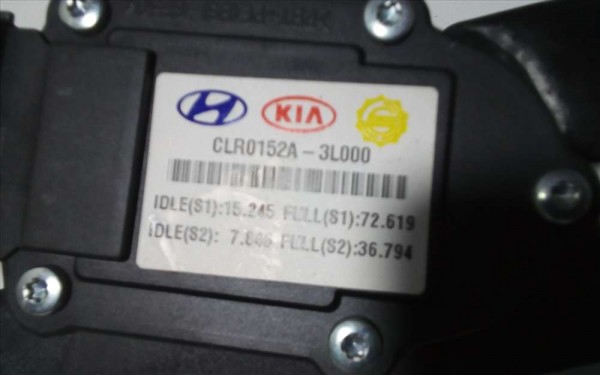 KIA
CLR0152A-3L000
IDLE(S1):15.245 FULL(S1):72.619
IDLE(S2): FULL(S2):36.794